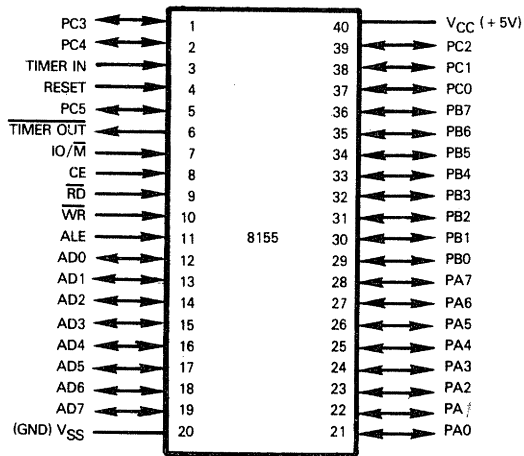 PC3 1
PC4 2
TIMER IN 3
RESET 4
PC5 5
TIMER OUT 6
IO/M 7
CE 8
RD 9
WR 10
ALE 11
AD0 12
AD1 13
AD2 14
AD3 15
AD4 16
AD5 17
AD6 18
AD7 19
(GND) VSS 20
8155
40 VCC (+5V)
39 PC2
38 PC1
37 PC0
36 PB7
35 PB6
34 PB5
33 PB4
32 PB3
31 PB2
30 PB1
29 PB0
28 PA7
27 PA6
26 PA5
25 PA4
24 PA3
23 PA2
22
21 PA0